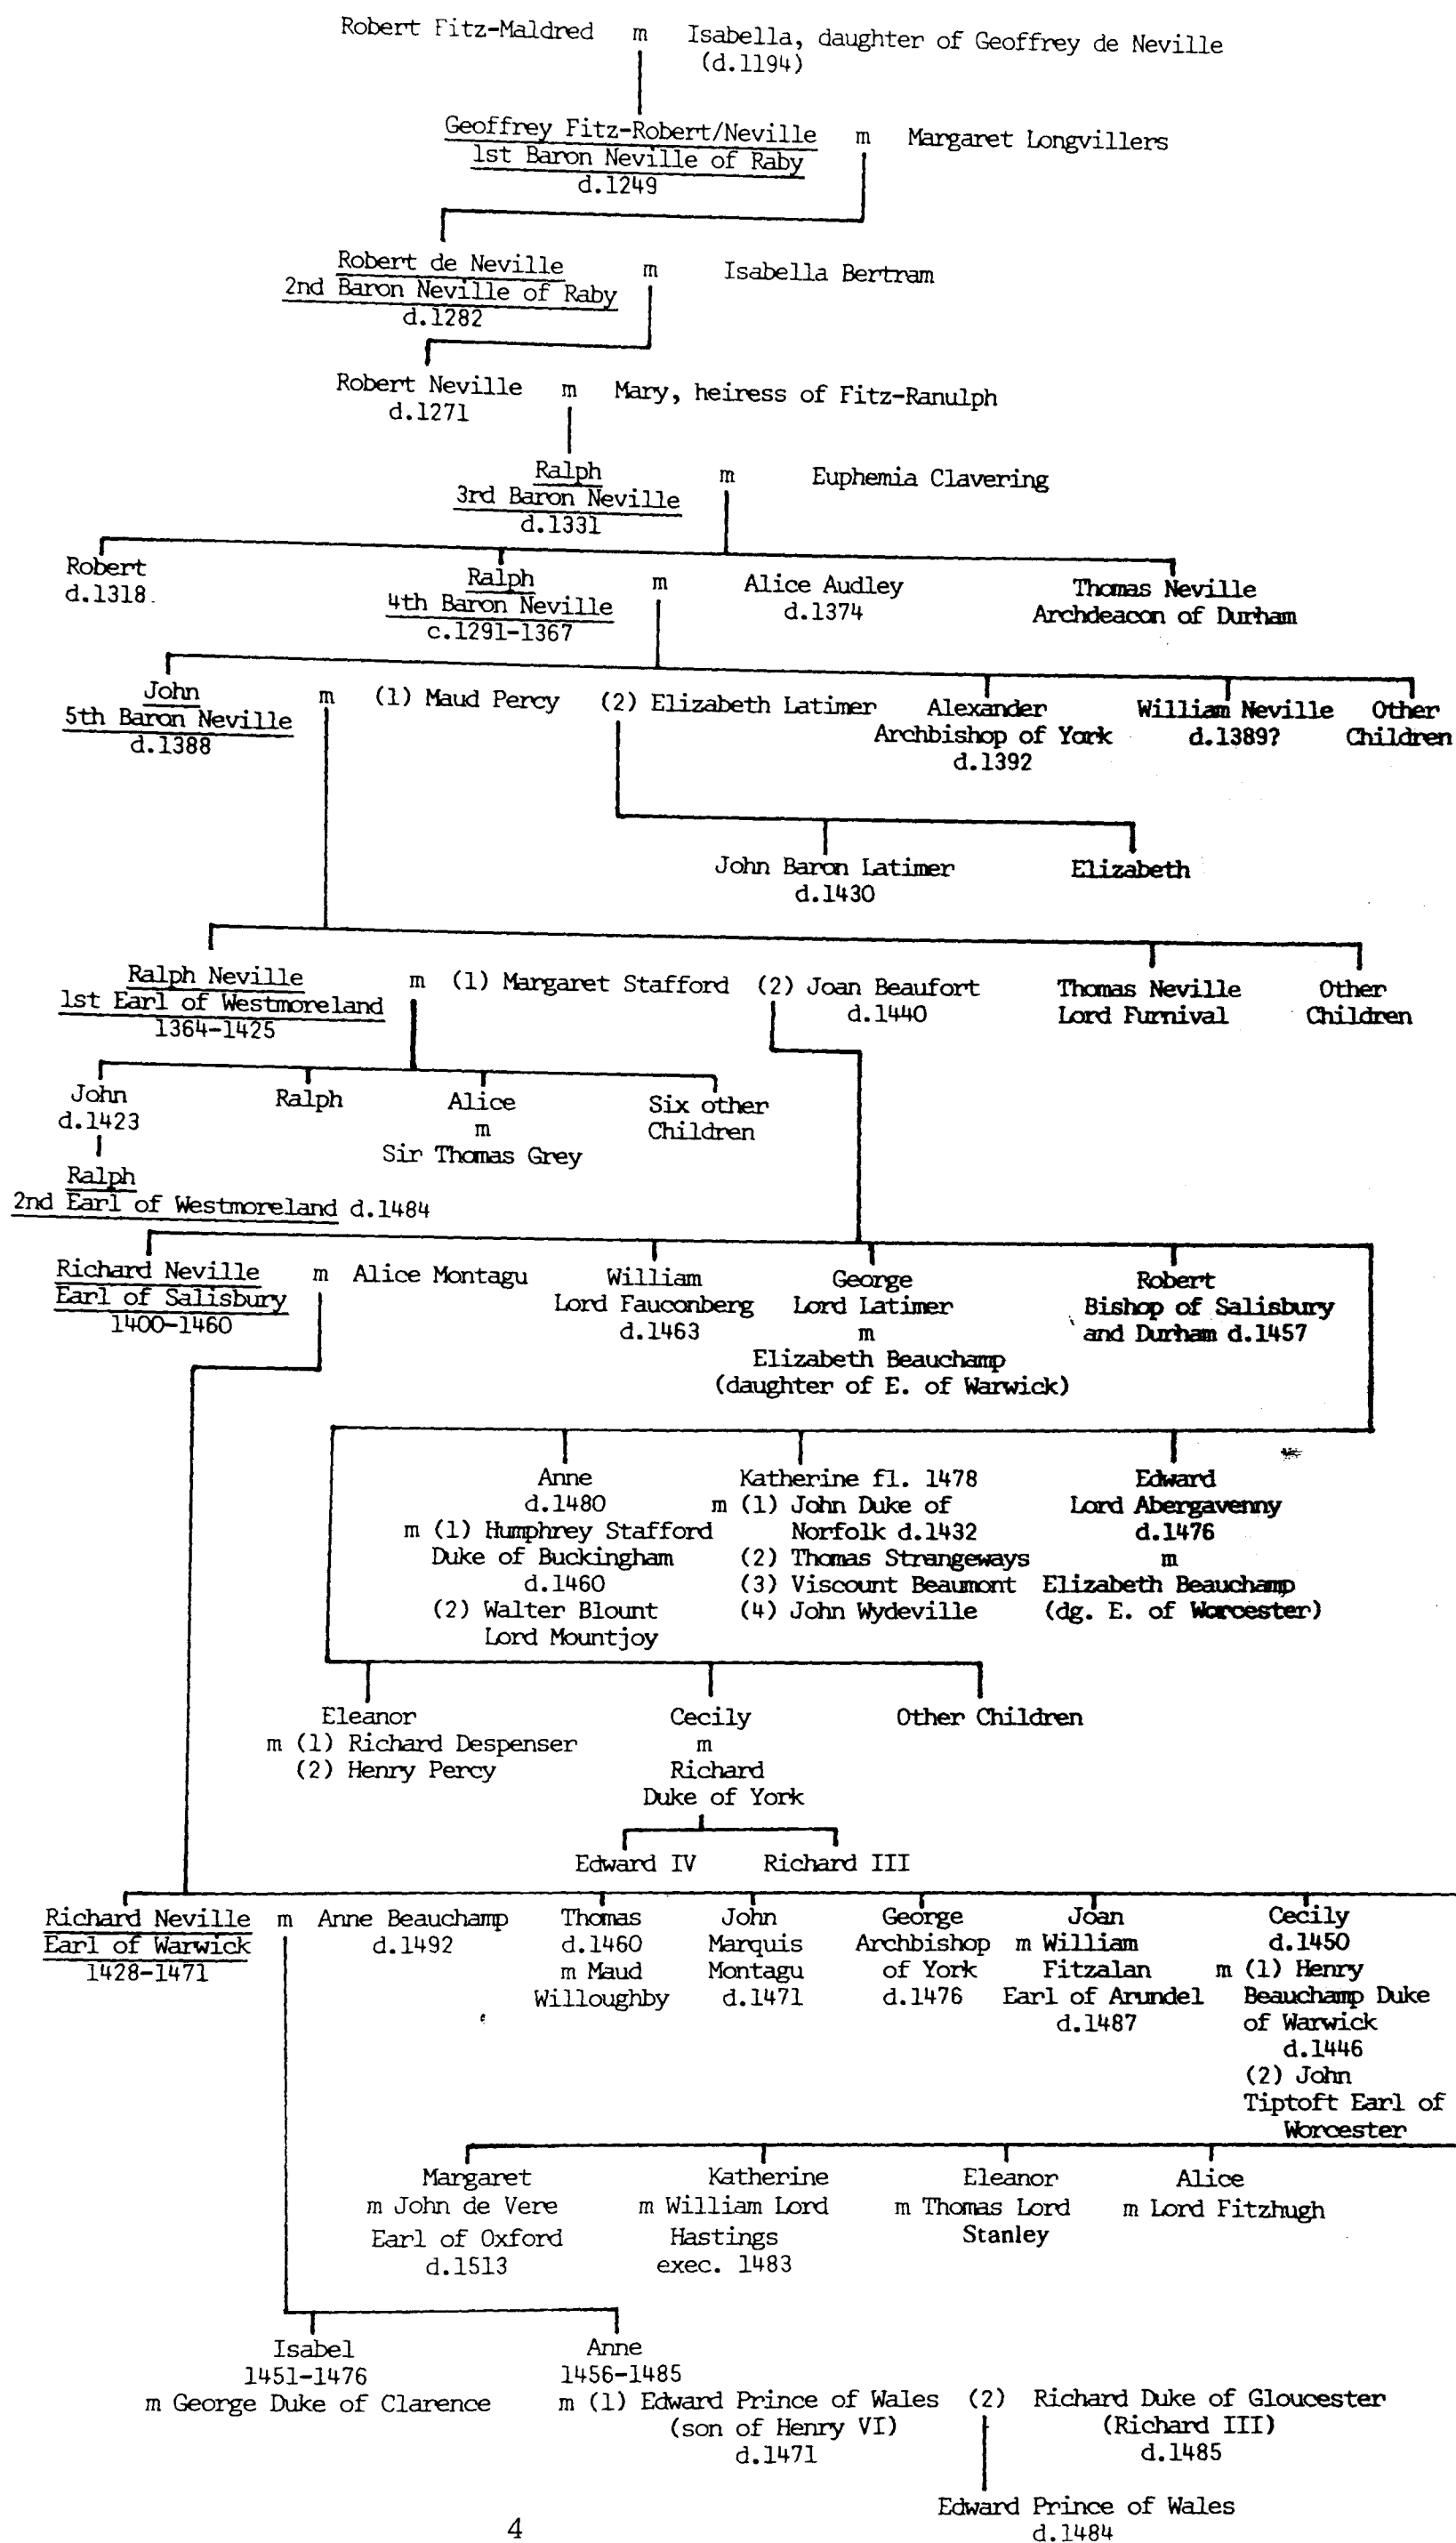 Robert Fitz-Maldred m Isabella, daughter of Geoffrey de Neville
(d.1194)
Geoffrey Fitz-Robert/Neville m Margaret Longvillers
1st Baron Neville of Raby
d.1249
Robert de Neville m Isabella Bertram
2nd Baron Neville of Raby
d.1282
Robert Neville m Mary, heiress of Fitz-Ranulph
d.1271
Ralph m Euphemia Clavering
3rd Baron Neville
d.1331
Robert
d.1318
Ralph m Alice Audley
4th Baron Neville d.1374
c.1291-1367
Thomas Neville
Archdeacon of Durham
John m (1) Maud Percy (2) Elizabeth Latimer
5th Baron Neville
d.1388
Alexander
Archbishop of York
d.1392
William Neville
d.1389?
Other
Children
John Baron Latimer
d.1430
Elizabeth
Ralph Neville m (1) Margaret Stafford (2) Joan Beaufort
1st Earl of Westmoreland d.1440
1364-1425
Thomas Neville
Lord Furnival
Other
Children
John
d.1423
Ralph
Alice
m
Sir Thomas Grey
Six other
Children
Ralph
2nd Earl of Westmoreland d.1484
Richard Neville m Alice Montagu
Earl of Salisbury
1400-1460
William
Lord Fauconberg
d.1463
George
Lord Latimer
m
Elizabeth Beauchamp
(daughter of E. of Warwick)
Robert
Bishop of Salisbury
and Durham d.1457
Anne
d.1480
m (1) Humphrey Stafford
Duke of Buckingham
d.1460
(2) Walter Blount
Lord Mountjoy
Katherine fl. 1478
m (1) John Duke of
Norfolk d.1432
(2) Thomas Strangeways
(3) Viscount Beaumont
(4) John Wydeville
Edward
Lord Abergavenny
d.1476
m
Elizabeth Beauchamp
(dg. E. of Worcester)
Eleanor
m (1) Richard Despenser
(2) Henry Percy
Cecily
m
Richard
Duke of York
Other Children
Edward IV Richard III
Richard Neville m Anne Beauchamp
Earl of Warwick d.1492
1428-1471
Thomas
d.1460
m Maud
Willoughby
John
Marquis
Montagu
d.1471
George
Archbishop
of York
d.1476
Joan
m William
Fitzalan
Earl of Arundel
d.1487
Cecily
d.1450
m (1) Henry
Beauchamp Duke
of Warwick
d.1446
(2) John
Tiptoft Earl of
Worcester
Margaret
m John de Vere
Earl of Oxford
d.1513
Katherine
m William Lord
Hastings
exec. 1483
Eleanor
m Thomas Lord
Stanley
Alice
m Lord Fitzhugh
Isabel
1451-1476
m George Duke of Clarence
Anne
1456-1485
m (1) Edward Prince of Wales (2) Richard Duke of Gloucester
(son of Henry VI) (Richard III)
d.1471 d.1485
Edward Prince of Wales
d.1484
4